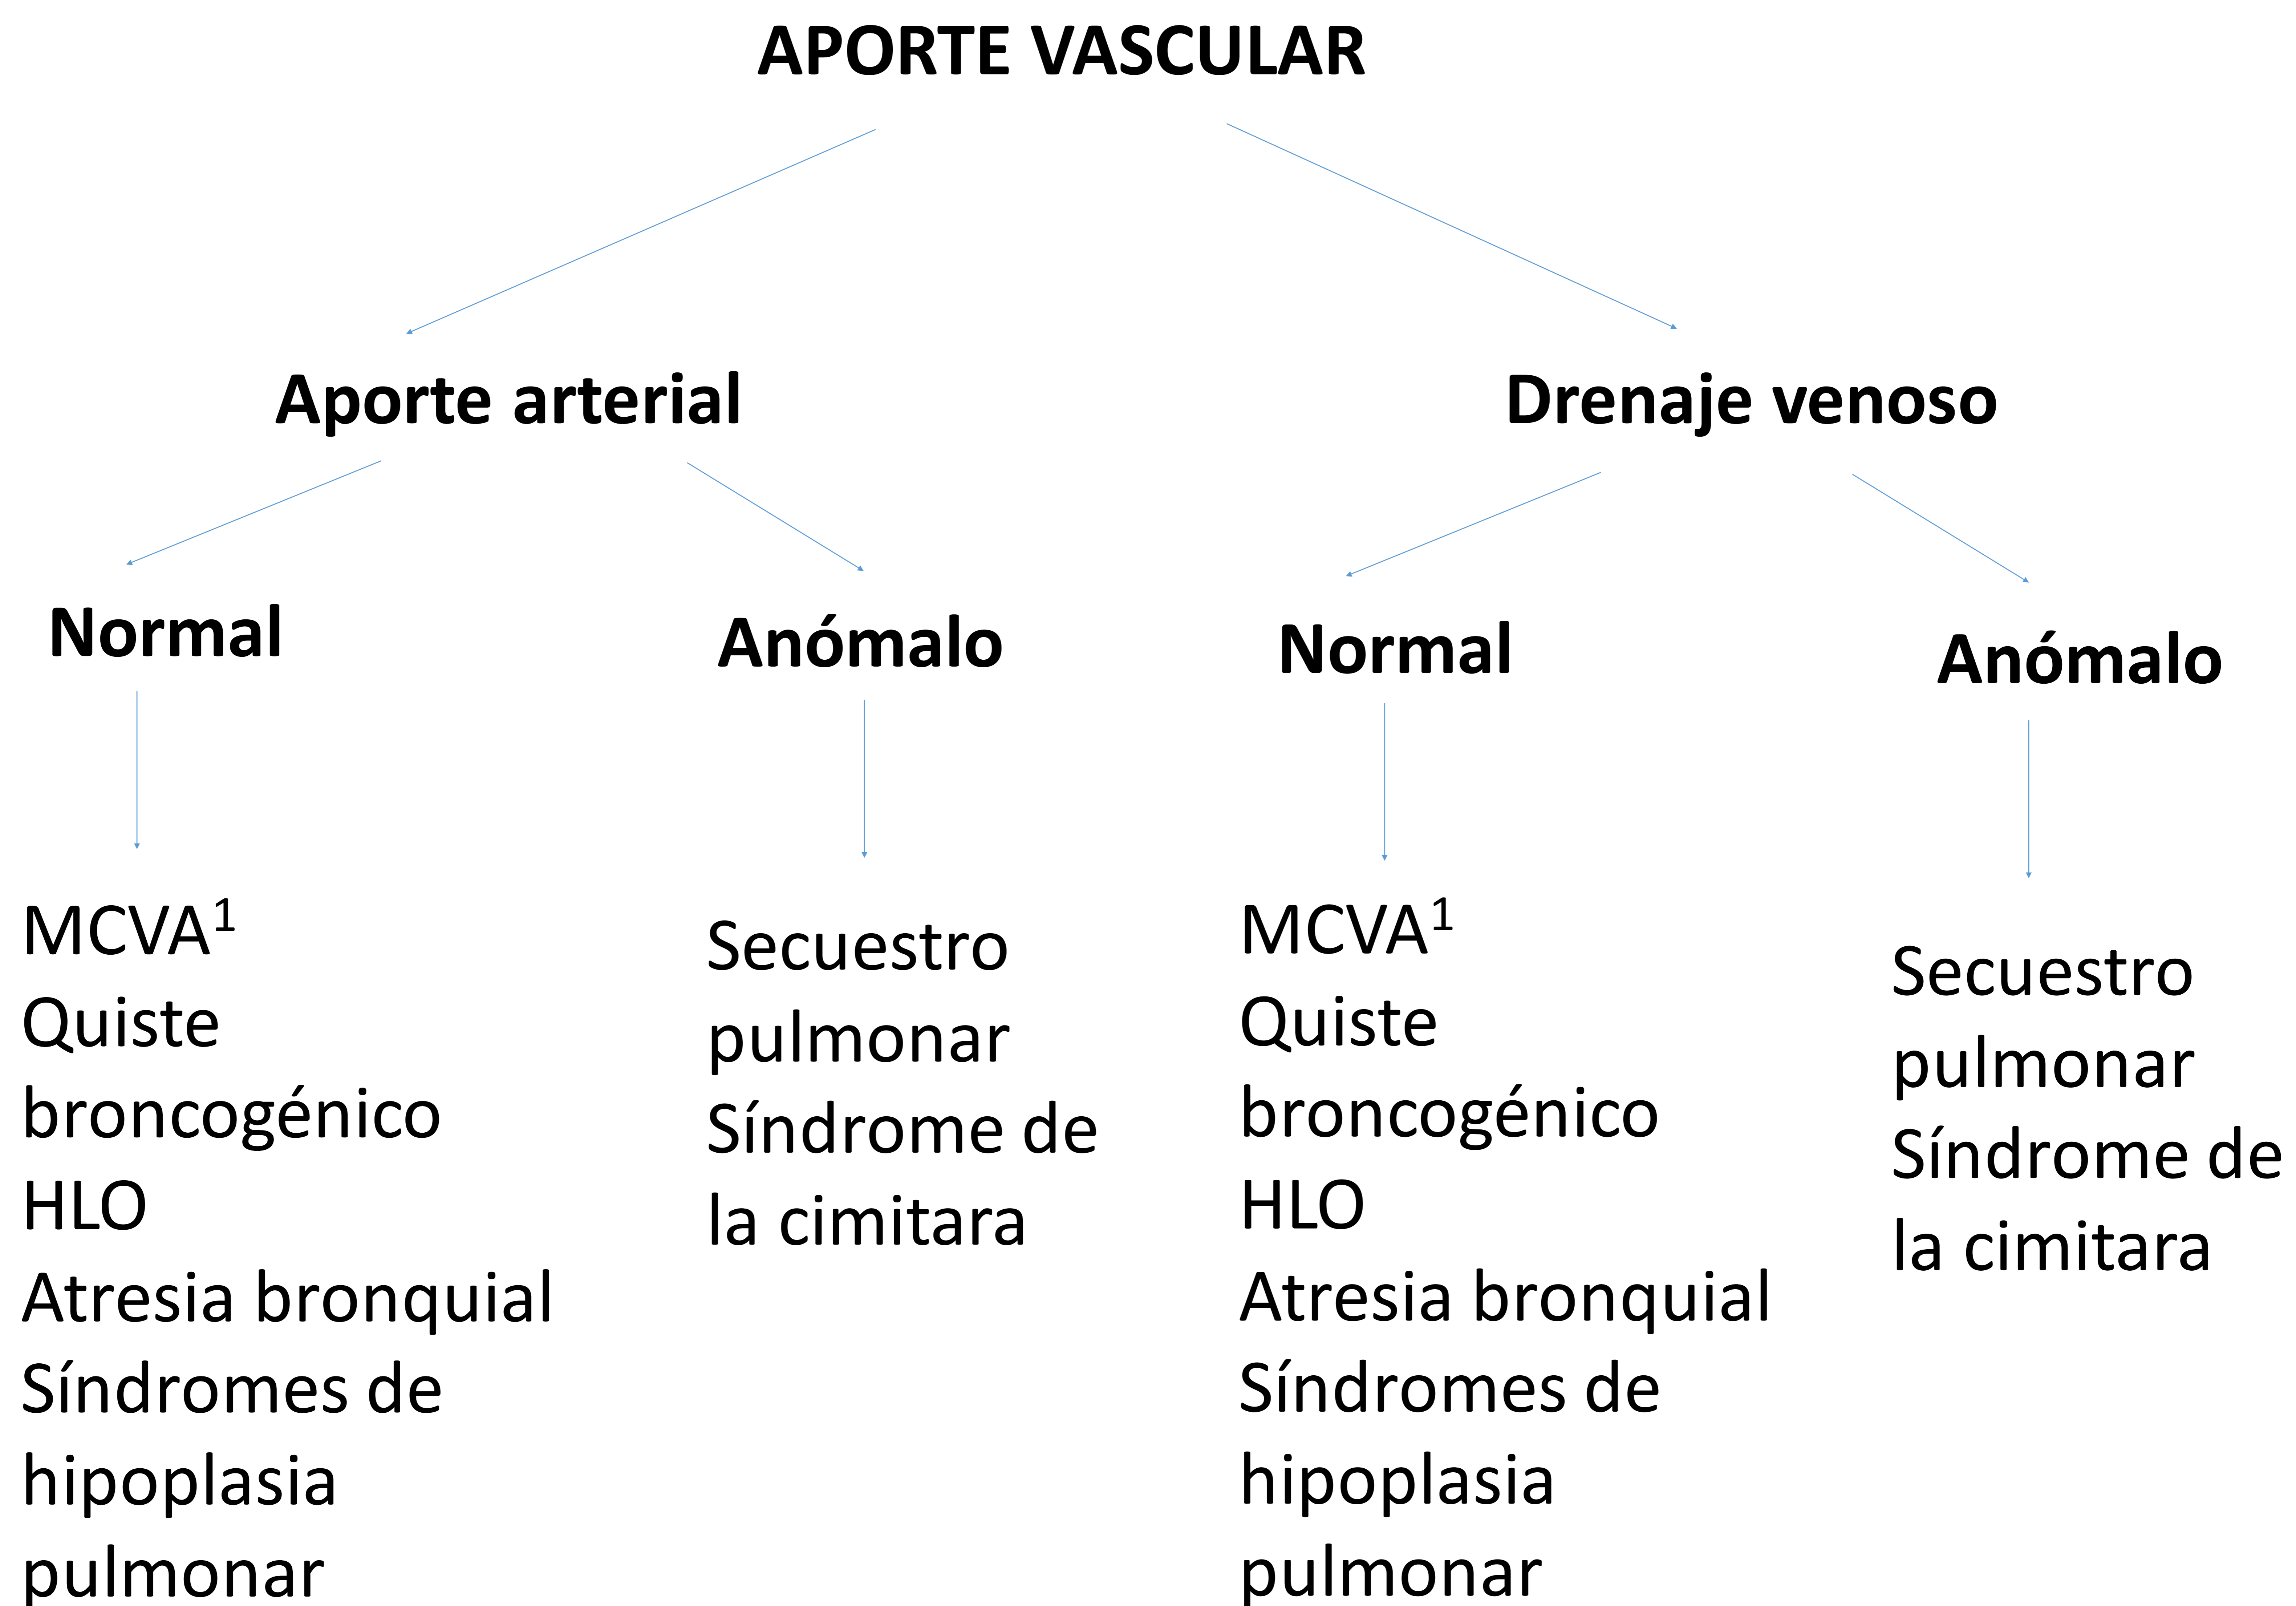 APORTE VASCULAR
Aporte arterial
Drenaje venoso
Normal
Anómalo
Normal
Anómalo
MCVA¹
Quiste
broncogénico
HLO
Atresia bronquial
Síndromes de
hipoplasia
pulmonar
Secuestro
pulmonar
Síndrome de
la cimitara
MCVA¹
Quiste
broncogénico
HLO
Atresia bronquial
Síndromes de
hipoplasia
pulmonar
Secuestro
pulmonar
Síndrome de
la cimitara